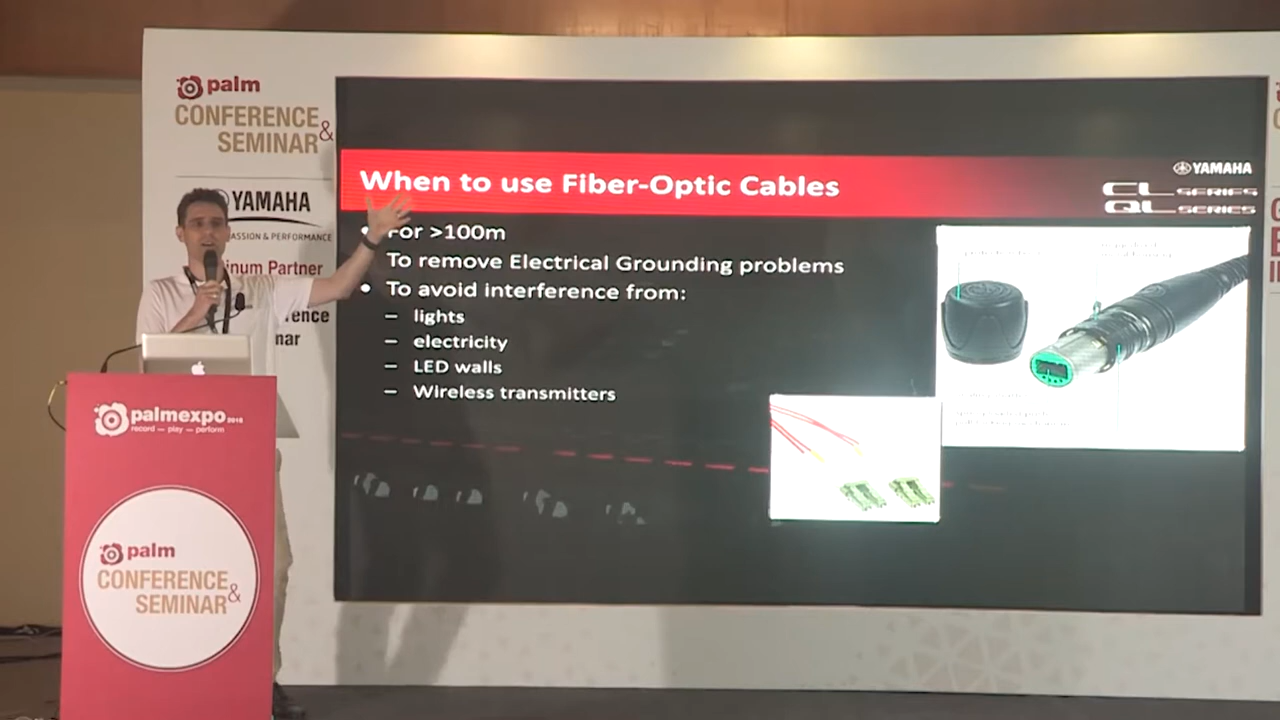 palm
CONFERENCE
&
SEMINAR
YAMAHA
PASSION & PERFORMANCE
Partner
When to use Fiber-Optic Cables
YAMAHA
CL SERIES
QL SERIES
• For >100m
To remove Electrical Grounding problems
• To avoid interference from:
– lights
– electricity
– LED walls
– Wireless transmitters
palmexpo
record — play — perform
palm
CONFERENCE
&
SEMINAR